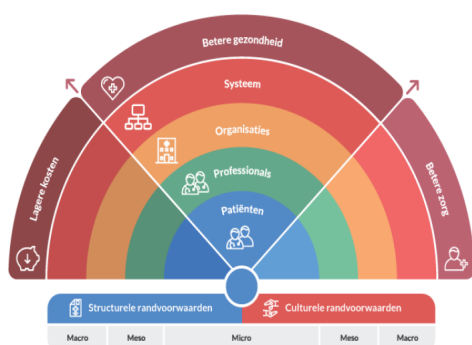 Betere gezondheid
Systeem
Organisaties
Professionals
Patiënten
Lagere kosten
Betere zorg
Structurele randvoorwaarden
Culturele randvoorwaarden
Macro
Meso
Micro
Meso
Macro